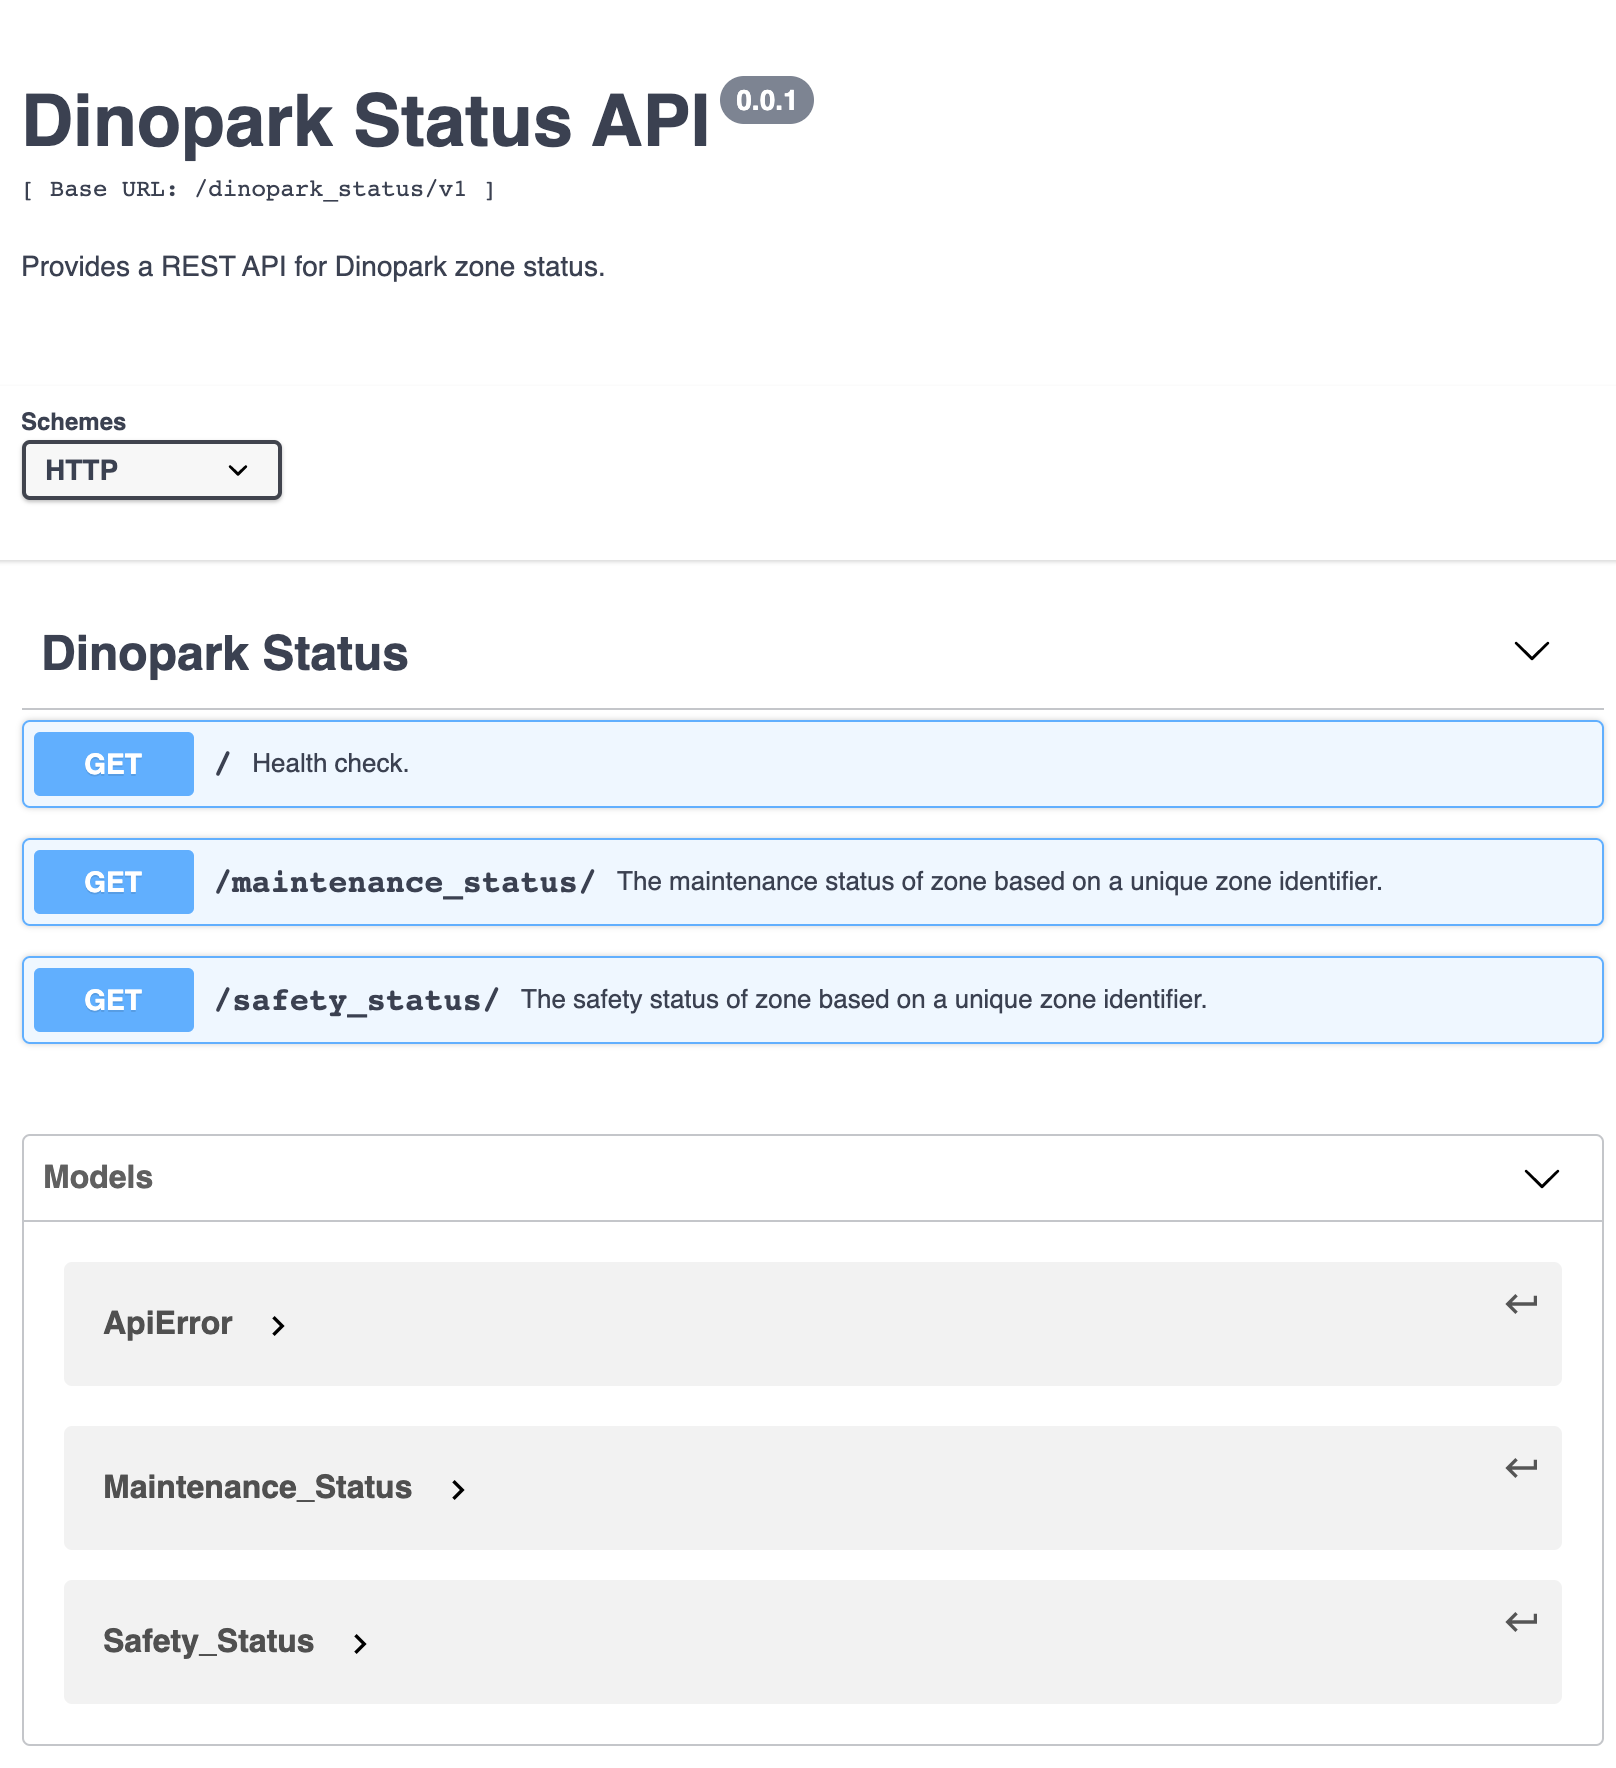 Dinopark Status API 0.0.1
[ Base URL: /dinopark_status/v1 ]
Provides a REST API for Dinopark zone status.
Schemes
HTTP
Dinopark Status
GET / Health check.
GET /maintenance_status/ The maintenance status of zone based on a unique zone identifier.
GET /safety_status/ The safety status of zone based on a unique zone identifier.
Models
ApiError
Maintenance_Status
Safety_Status